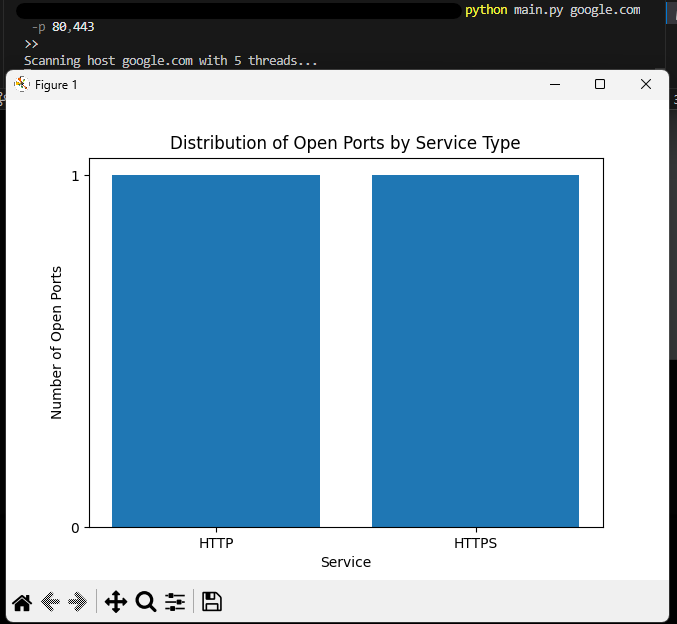 python main.py google.com
-p 80,443
>>
Scanning host google.com with 5 threads...
Figure 1
Distribution of Open Ports by Service Type
1
Number of Open Ports
0
HTTP HTTPS
Service